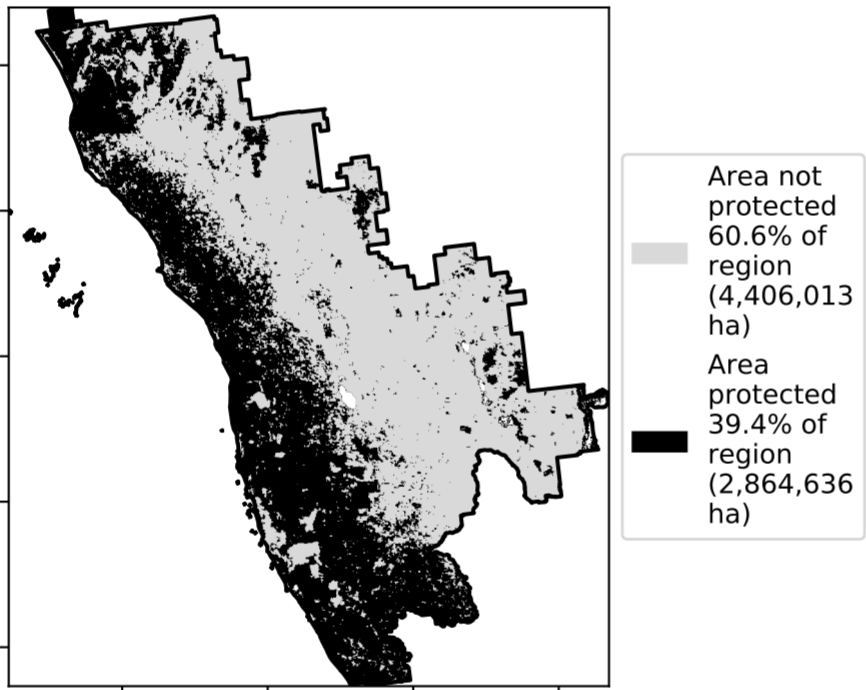 Area not
protected
60.6% of
region
(4,406,013
ha)
Area
protected
39.4% of
region
(2,864,636
ha)